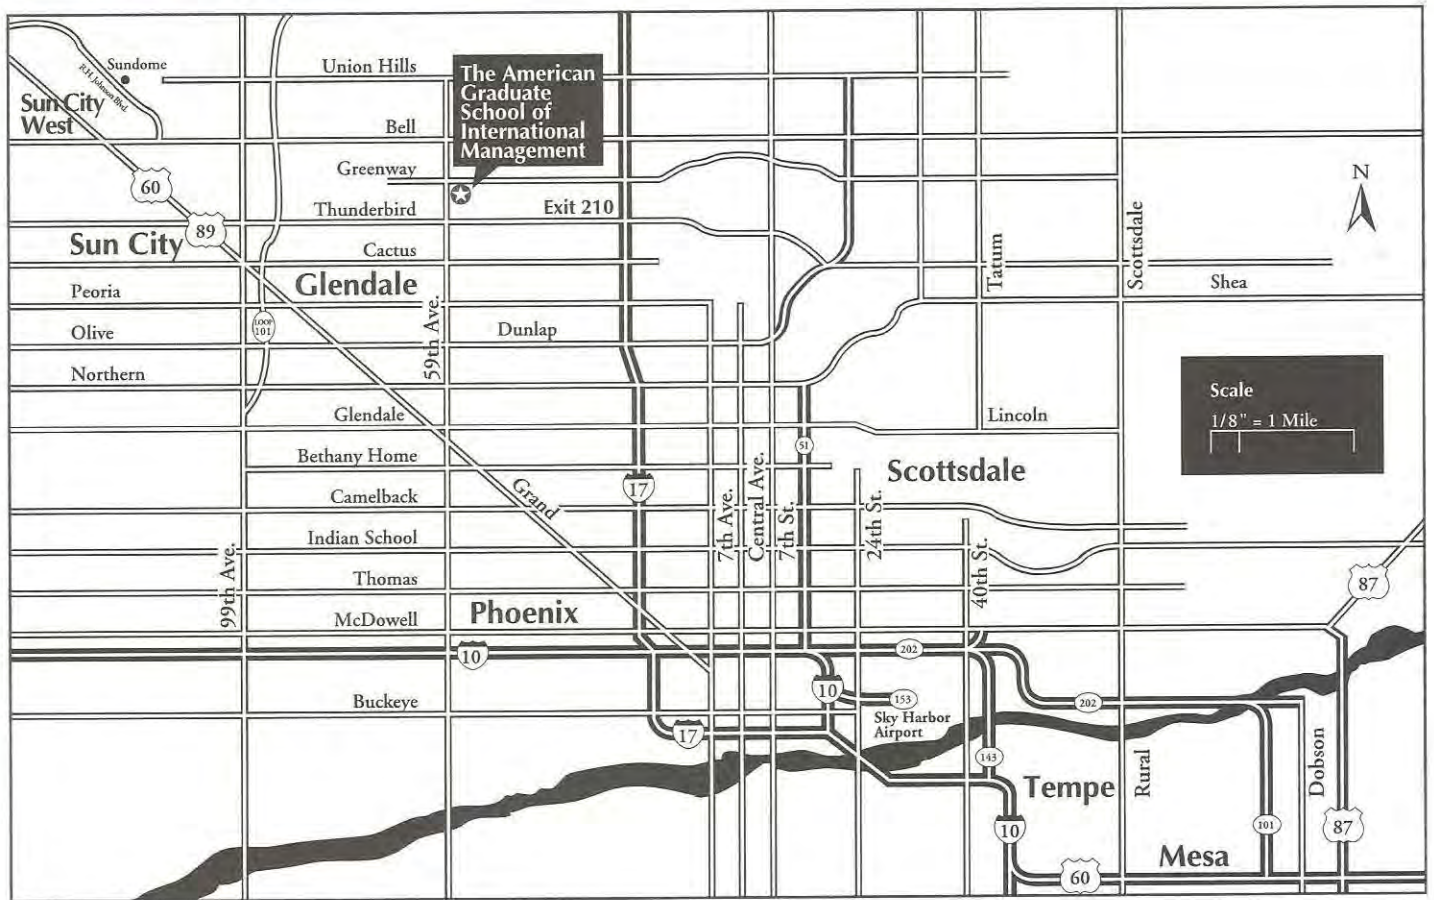 Sundome
R.H. Johnson Blvd.
Sun City
West
Union Hills
The American
Graduate
School of
International
Management
Bell
Greenway
60
Thunderbird
Exit 210
89
Sun City
Cactus
N
Tatum
Scottsdale
Peoria
Glendale
Shea
59th Ave.
LOOP
101
Olive
Dunlap
Northern
Scale
1/8" = 1 Mile
Glendale
Lincoln
51
Bethany Home
Scottsdale
Camelback
Grand
17
7th Ave.
Central Ave.
7th St.
24th St.
Indian School
99th Ave.
40th St.
Thomas
87
McDowell
Phoenix
10
202
Buckeye
10
153
202
Sky Harbor
Airport
17
143
Tempe
Rural
Dobson
10
101
87
Mesa
60